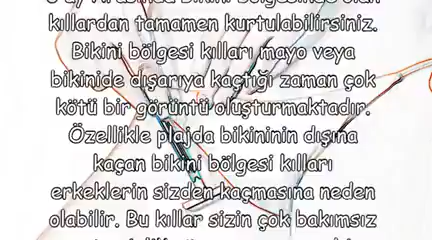 kıllardan tamamen kurtulabilirsiniz.
Bikini bölgesi kılları mayo veya
bikinide dışarıya kaçtığı zaman çok
kötü bir görüntü oluşturmaktadır.
Özellikle plajda bikininin dışına
kaçan bikini bölgesi kılları
erkeklerin sizden kaçmasına neden
olabilir. Bu kıllar sizin çok bakımsız